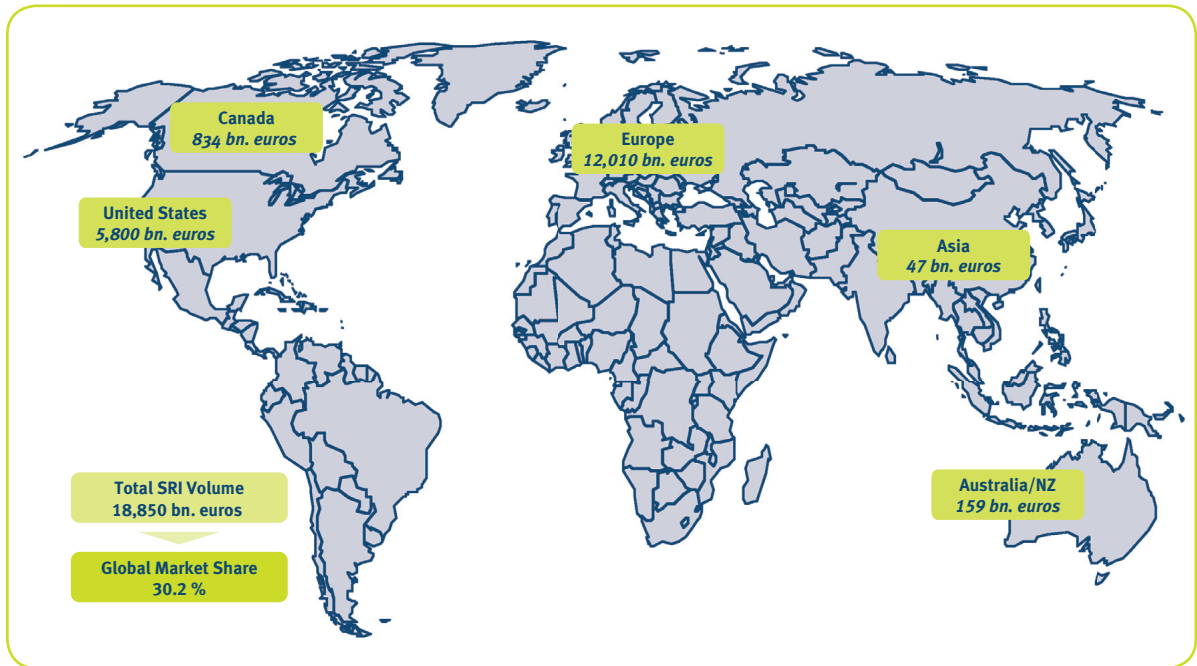 Canada
834 bn. euros
Europe
12,010 bn. euros
United States
5,800 bn. euros
Asia
47 bn. euros
Total SRI Volume
18,850 bn. euros
Australia/NZ
159 bn. euros
Global Market Share
30.2 %